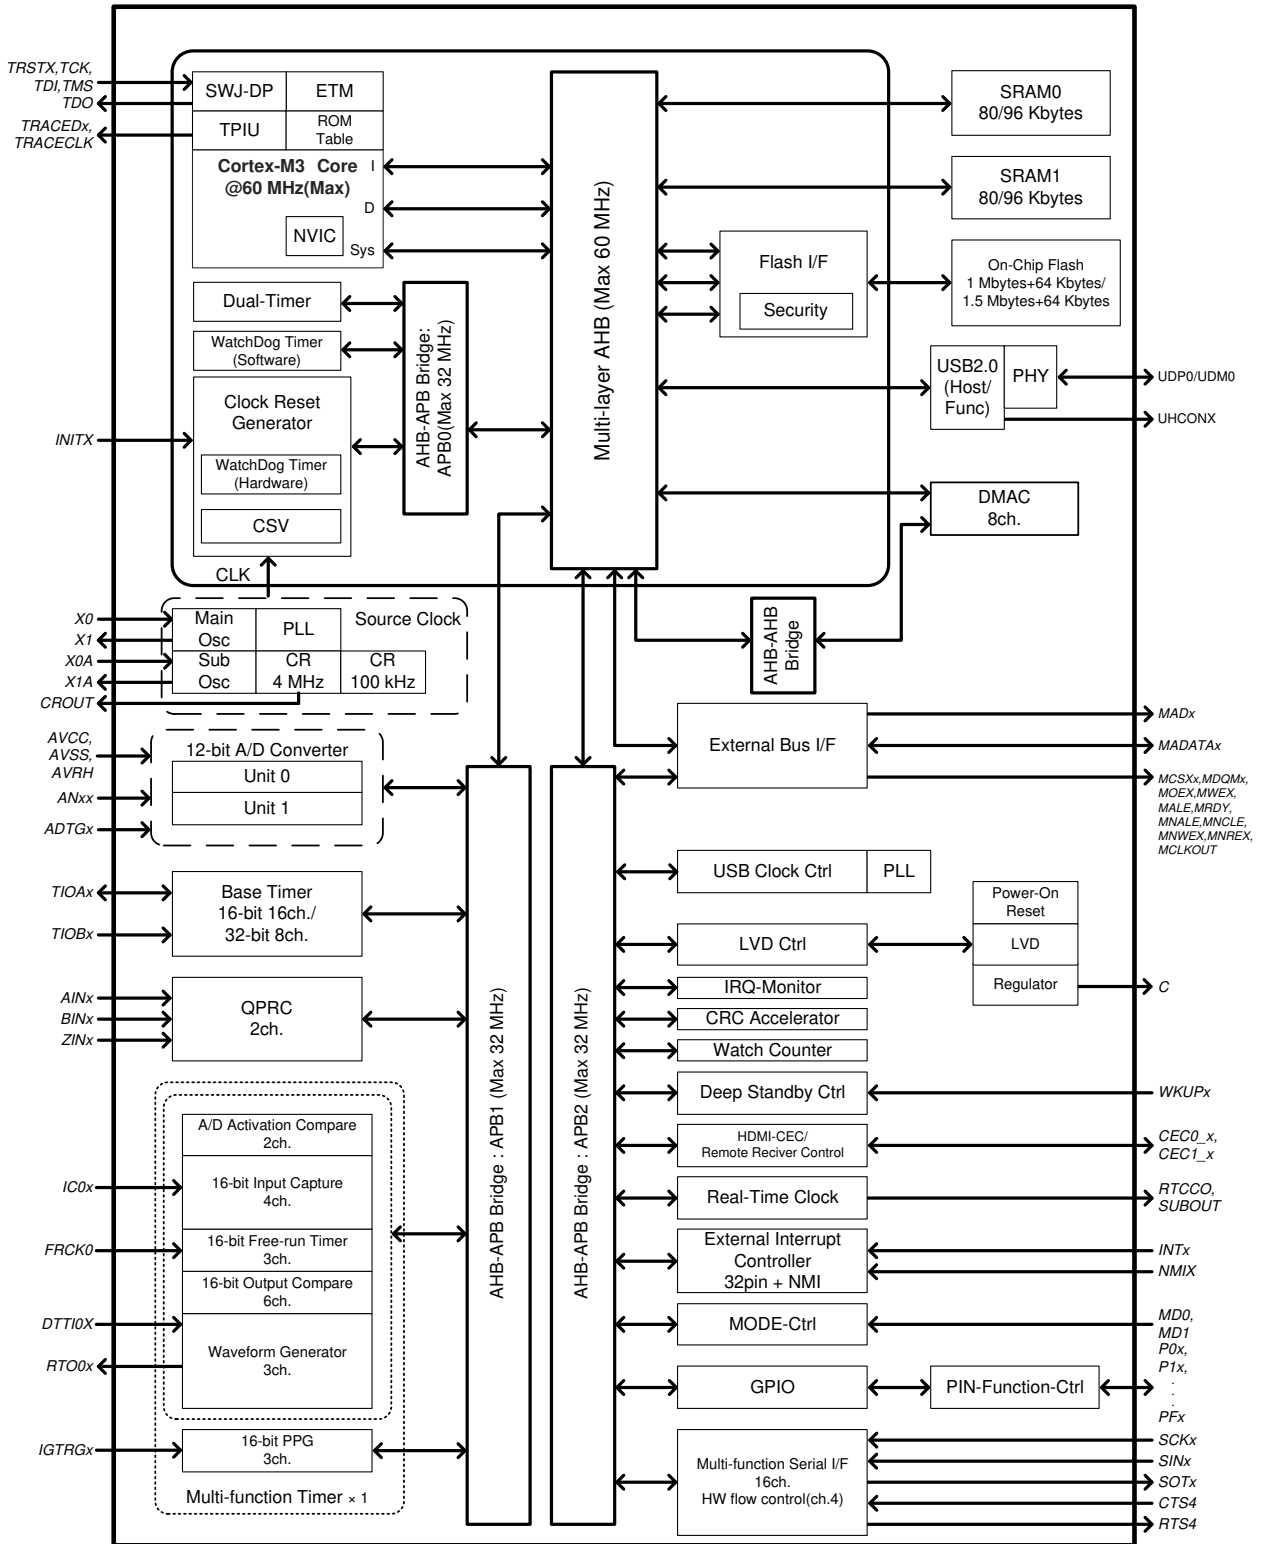 TRSTX,TCK,
TDI,TMS
TDO
TRACEDx,
TRACECLK
SWJ-DP
ETM
TPIU
ROM
Table
Cortex-M3 Core
@60 MHz(Max)
I
D
Sys
NVIC
Dual-Timer
WatchDog Timer
(Software)
Clock Reset
Generator
WatchDog Timer
(Hardware)
CSV
INITX
CLK
AHB-APB Bridge:
APB0(Max 32 MHz)
Multi-layer AHB (Max 60 MHz)
SRAM0
80/96 Kbytes
SRAM1
80/96 Kbytes
Flash I/F
Security
On-Chip Flash
1 Mbytes+64 Kbytes/
1.5 Mbytes+64 Kbytes
USB2.0
(Host/
Func)
PHY
UDP0/UDM0
UHCONX
DMAC
8ch.
AHB-AHB
Bridge
X0
X1
X0A
X1A
CROUT
Main
Osc
PLL
Source Clock
Sub
Osc
CR
4 MHz
CR
100 kHz
AVCC,
AVSS,
AVRH
ANxx
ADTGx
12-bit A/D Converter
Unit 0
Unit 1
TIOAx
TIOBx
Base Timer
16-bit 16ch./
32-bit 8ch.
AINx
BINx
ZINx
QPRC
2ch.
A/D Activation Compare
2ch.
IC0x
16-bit Input Capture
4ch.
FRCK0
16-bit Free-run Timer
3ch.
16-bit Output Compare
6ch.
DTTI0X
RTO0x
Waveform Generator
3ch.
IGTRGx
16-bit PPG
3ch.
Multi-function Timer × 1
AHB-APB Bridge : APB1 (Max 32 MHz)
AHB-APB Bridge : APB2 (Max 32 MHz)
External Bus I/F
MADx
MADATAx
MCSXx,MDQMx,
MOEX,MWEX,
MALE,MRDY,
MNALE,MNCLE,
MNWEX,MNREX,
MCLKOUT
USB Clock Ctrl
PLL
LVD Ctrl
Power-On
Reset
LVD
Regulator
C
IRQ-Monitor
CRC Accelerator
Watch Counter
Deep Standby Ctrl
WKUPx
HDMI-CEC/
Remote Reciver Control
CEC0_x,
CEC1_x
Real-Time Clock
RTCCO,
SUBOUT
External Interrupt
Controller
32pin + NMI
INTx
NMIX
MODE-Ctrl
MD0,
MD1
GPIO
PIN-Function-Ctrl
P0x,
P1x,
.
.
PFx
Multi-function Serial I/F
16ch.
HW flow control(ch.4)
SCKx
SINx
SOTx
CTS4
RTS4